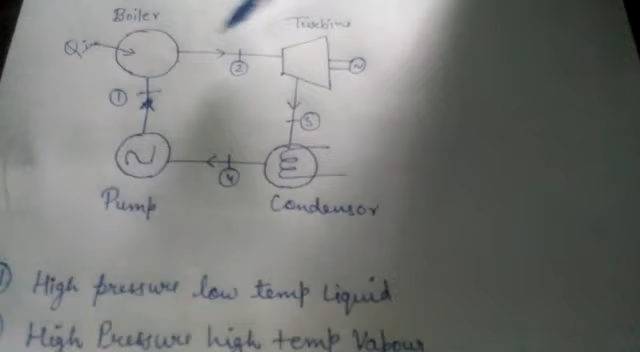 Boiler
Turbine
Qin
2
1
3
4
Pump
Condensor
1 High pressure low temp Liquid
High Pressure high temp Vapour